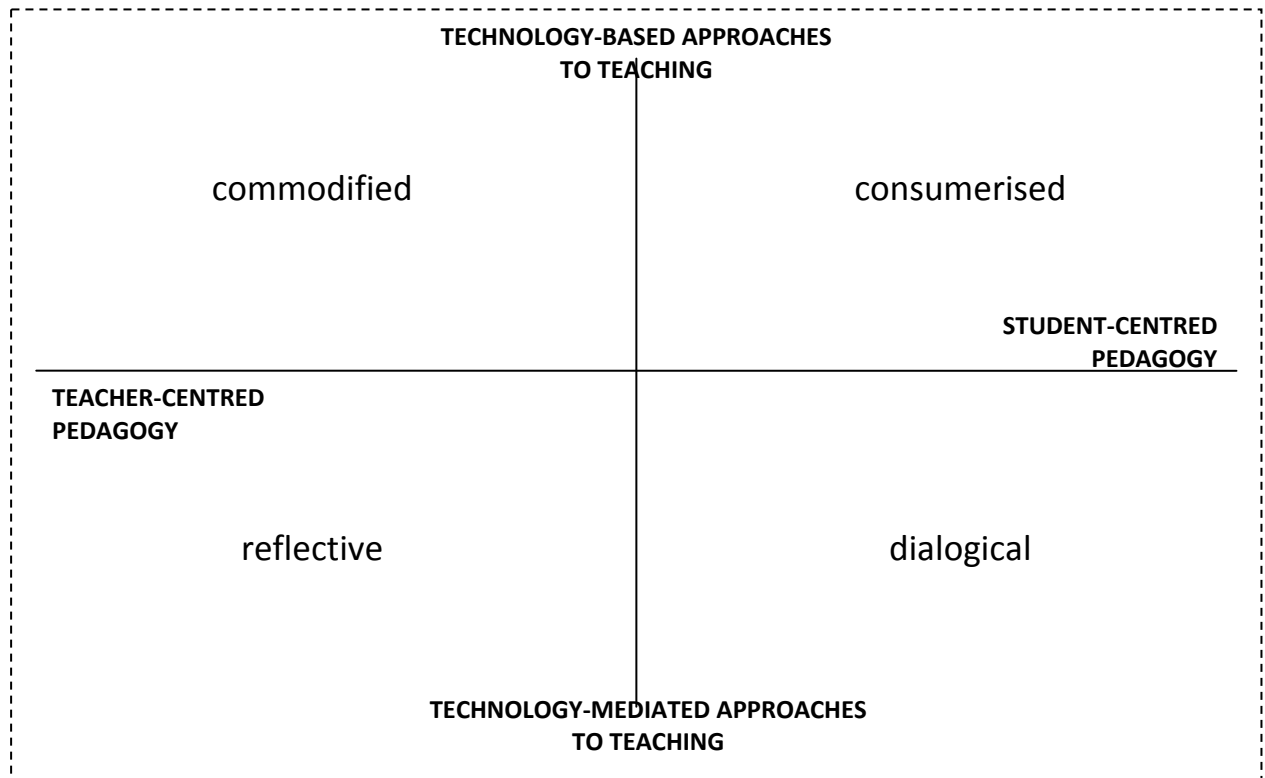 TECHNOLOGY-BASED APPROACHES
TO TEACHING
commodified
consumerised
STUDENT-CENTRED
PEDAGOGY
TEACHER-CENTRED
PEDAGOGY
reflective
dialogical
TECHNOLOGY-MEDIATED APPROACHES
TO TEACHING